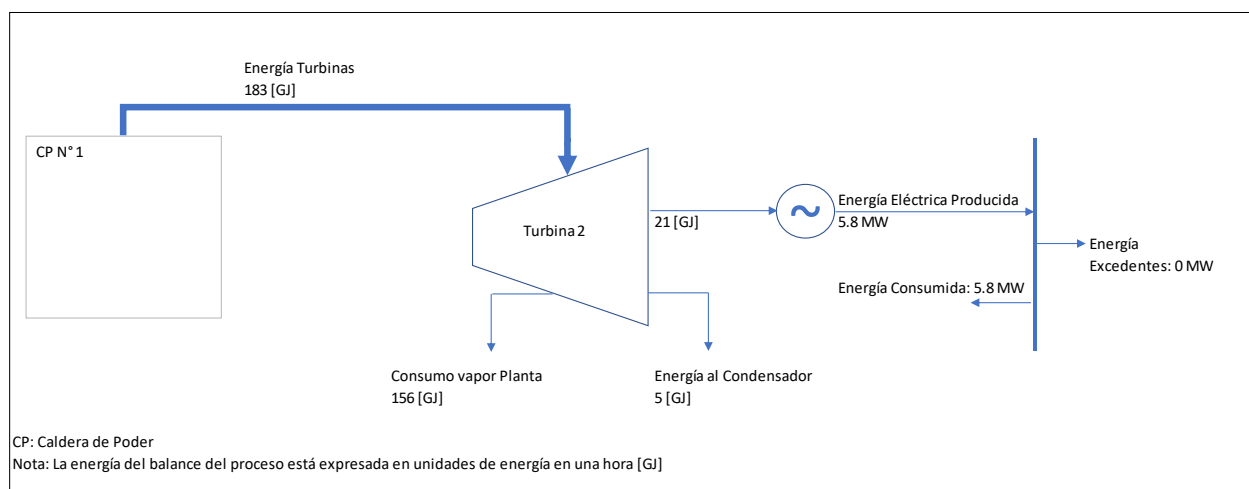 Energía Turbinas
183 [GJ]
CP N° 1
Turbina 2
21 [GJ]
Energía Eléctrica Producida
5.8 MW
Energía
Excedentes: 0 MW
Energía Consumida: 5.8 MW
Consumo vapor Planta
156 [GJ]
Energía al Condensador
5 [GJ]
CP: Caldera de Poder
Nota: La energía del balance del proceso está expresada en unidades de energía en una hora [GJ]